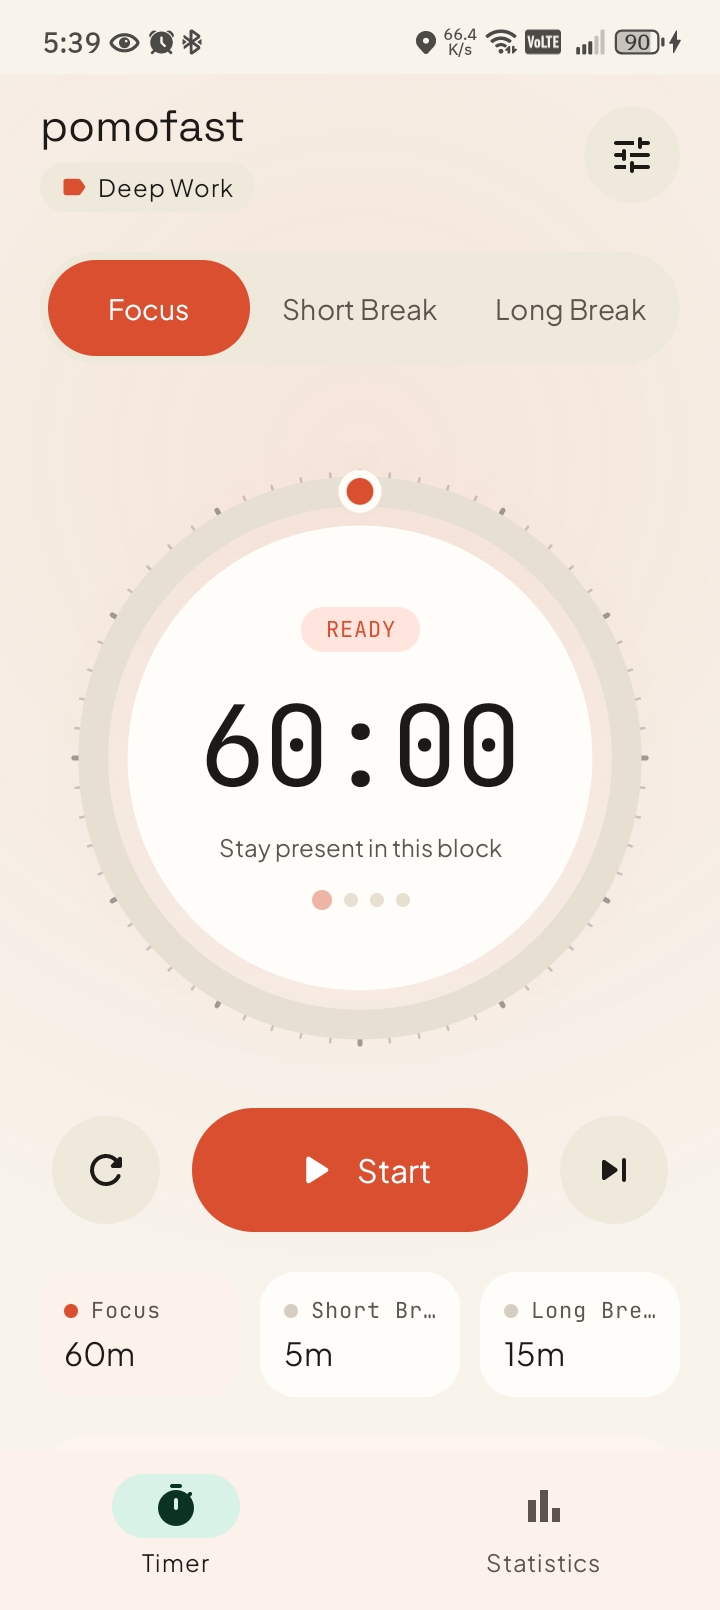 5:39
66.4
K/s
VoLTE
90
pomofast
Deep Work
Focus
Short Break
Long Break
READY
60:00
Stay present in this block
Start
Focus
60m
Short Br…
5m
Long Bre…
15m
Timer
Statistics